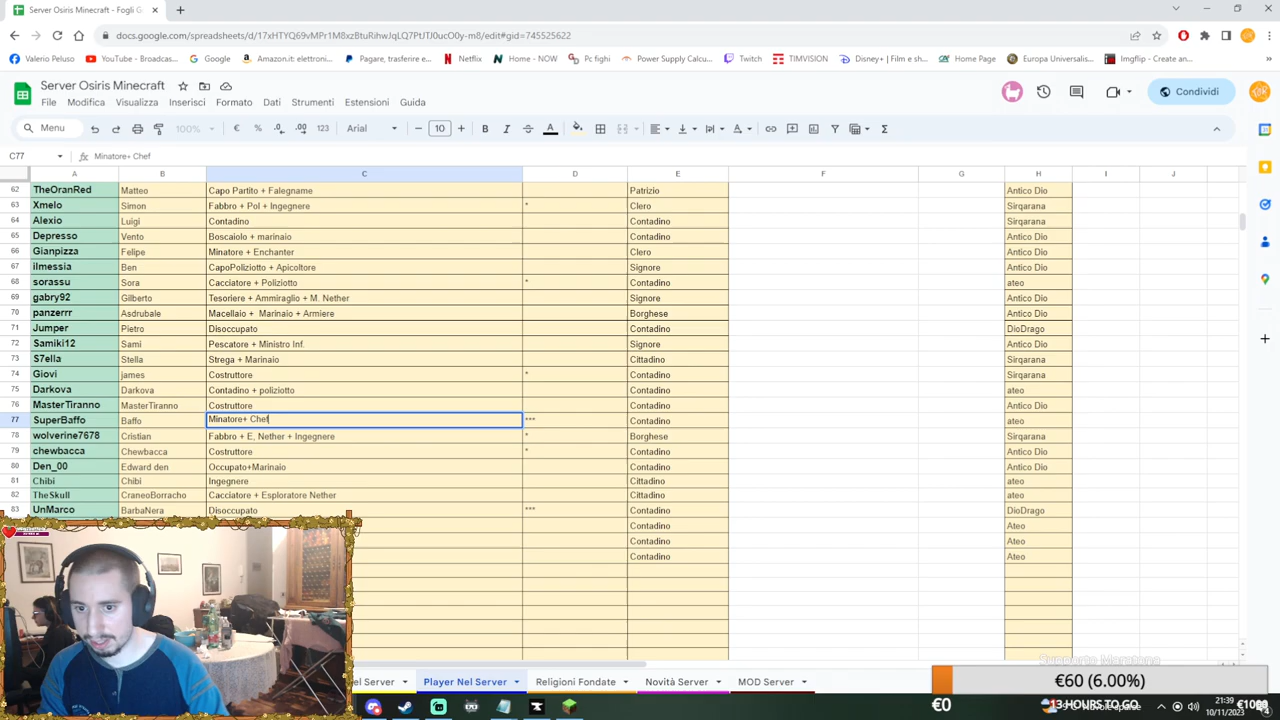 Server Osiris Minecraft - Fogli G
docs.google.com/spreadsheets/d/17xHTYQ69vMPr1M8xzBtuRihwJqLQ7PtJTJ0ucO_y-m8/edit#gid=745525622
Valerio Peluso
YouTube - Broadcas...
Google
Amazon.it: elettroni...
Pagare, trasferire e...
Netflix
Home - NOW
Pc fighi
Power Supply Calcu...
Twitch
TIMVISION
Disney+ | Film e sh...
Home Page
Europa Universalis...
Imgflip - Create an...
Server Osiris Minecraft
File Modifica Visualizza Inserisci Formato Dati Strumenti Estensioni Guida
Condividi
Menu 100% € % .0 .00 123 Arial 10
C77 Minatore+ Chef
A B C D E F G H I J
62 TheOranRed Matteo Capo Partito + Falegname Patrizio Antico Dio
63 Xmelo Simon Fabbro + Pol + Ingegnere * Clero Sirqarana
64 Alexio Luigi Contadino Contadino Sirqarana
65 Depresso Vento Boscaiolo + marinaio Contadino Antico Dio
66 Gianpizza Felipe Minatore + Enchanter Clero Antico Dio
67 ilmessia Ben CapoPoliziotto + Apicoltore Signore Antico Dio
68 sorassu Sora Cacciatore + Poliziotto * Contadino ateo
69 gabry92 Gilberto Tesoriere + Ammiraglio + M. Nether Signore Antico Dio
70 panzerrr Asdrubale Macellaio + Marinaio + Armiere Borghese Antico Dio
71 Jumper Pietro Disoccupato Contadino DioDrago
72 Samiki12 Sami Pescatore + Ministro Inf. Signore Antico Dio
73 S7ella Stella Strega + Marinaio Cittadino Sirqarana
74 Giovi james Costruttore * Contadino Sirqarana
75 Darkova Darkova Contadino + poliziotto Contadino ateo
76 MasterTiranno MasterTiranno Costruttore Contadino Antico Dio
77 SuperBaffo Baffo Minatore+ Chef *** Contadino ateo
78 wolverine7678 Cristian Fabbro + E, Nether + Ingegnere * Borghese Sirqarana
79 chewbacca Chewbacca Costruttore * Contadino Antico Dio
80 Den_00 Edward den Occupato+Marinaio Contadino Antico Dio
81 Chibi Chibi Ingegnere Cittadino ateo
82 TheSkull CraneoBorracho Cacciatore + Esploratore Nether Cittadino ateo
83 UnMarco BarbaNera Disoccupato *** Contadino DioDrago
Contadino Ateo
Contadino Ateo
Contadino Ateo
Supporto Maratona
el Server Player Nel Server Religioni Fondate Novità Server MOD Server
€60 (6.00%)
€0 13 HOURS TO GO €1000
21:39
10/11/2023